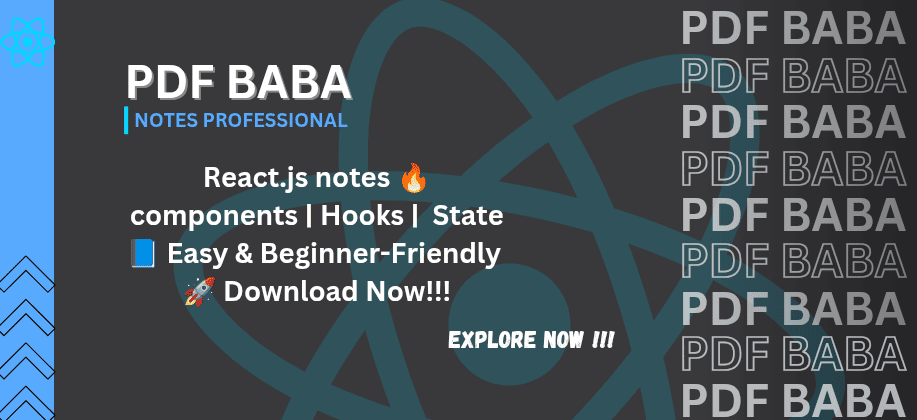 PDF BABA
NOTES PROFESSIONAL
React.js notes 🔥
components | Hooks | State
📘 Easy & Beginner-Friendly
🚀 Download Now!!!
EXPLORE NOW !!!
PDF BABA
PDF BABA
PDF BABA
PDF BABA
PDF BABA
PDF BABA
PDF BABA
PDF BABA
PDF BABA